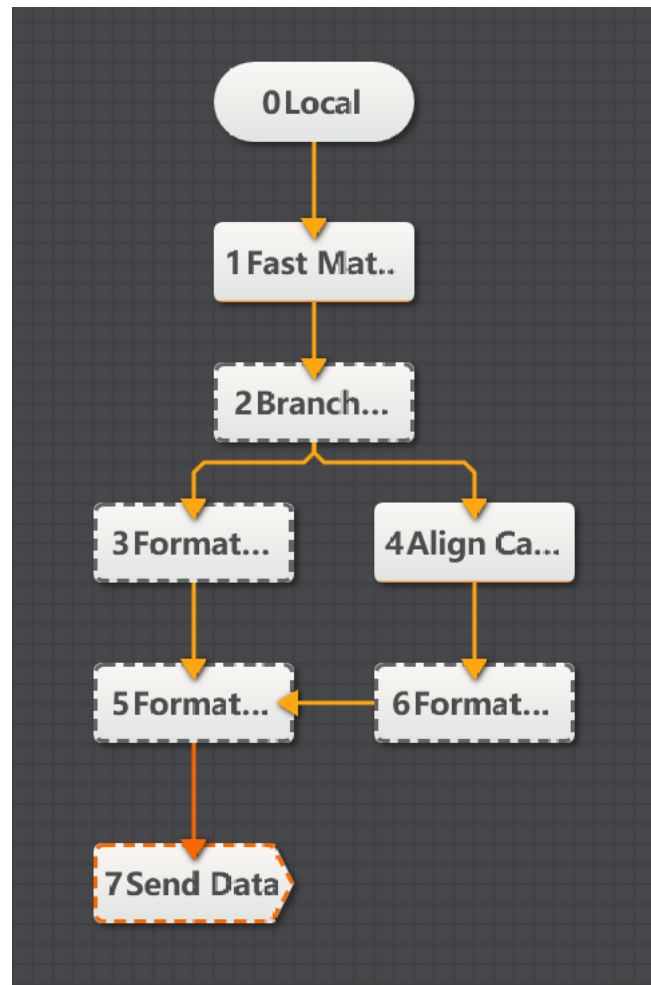 0Local
1Fast Mat..
2Branch...
3Format...
4Align Ca...
5Format...
6Format...
7Send Data